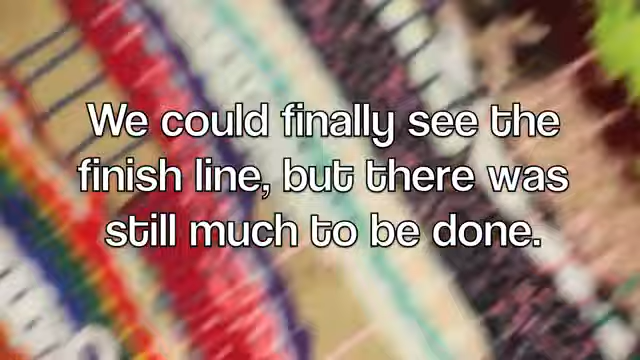 We could finally see the
finish line, but there was
still much to be done.